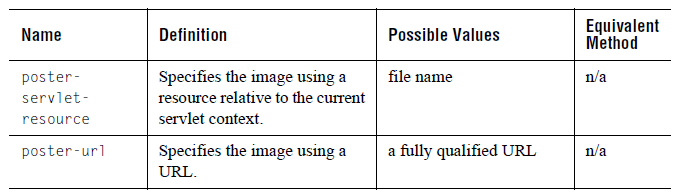 Name Definition Possible Values Equivalent Method
poster- Specifies the image using a file name n/a
servlet- resource relative to the current
resource servlet context.
poster-url Specifies the image using a a fully qualified URL n/a
URL.